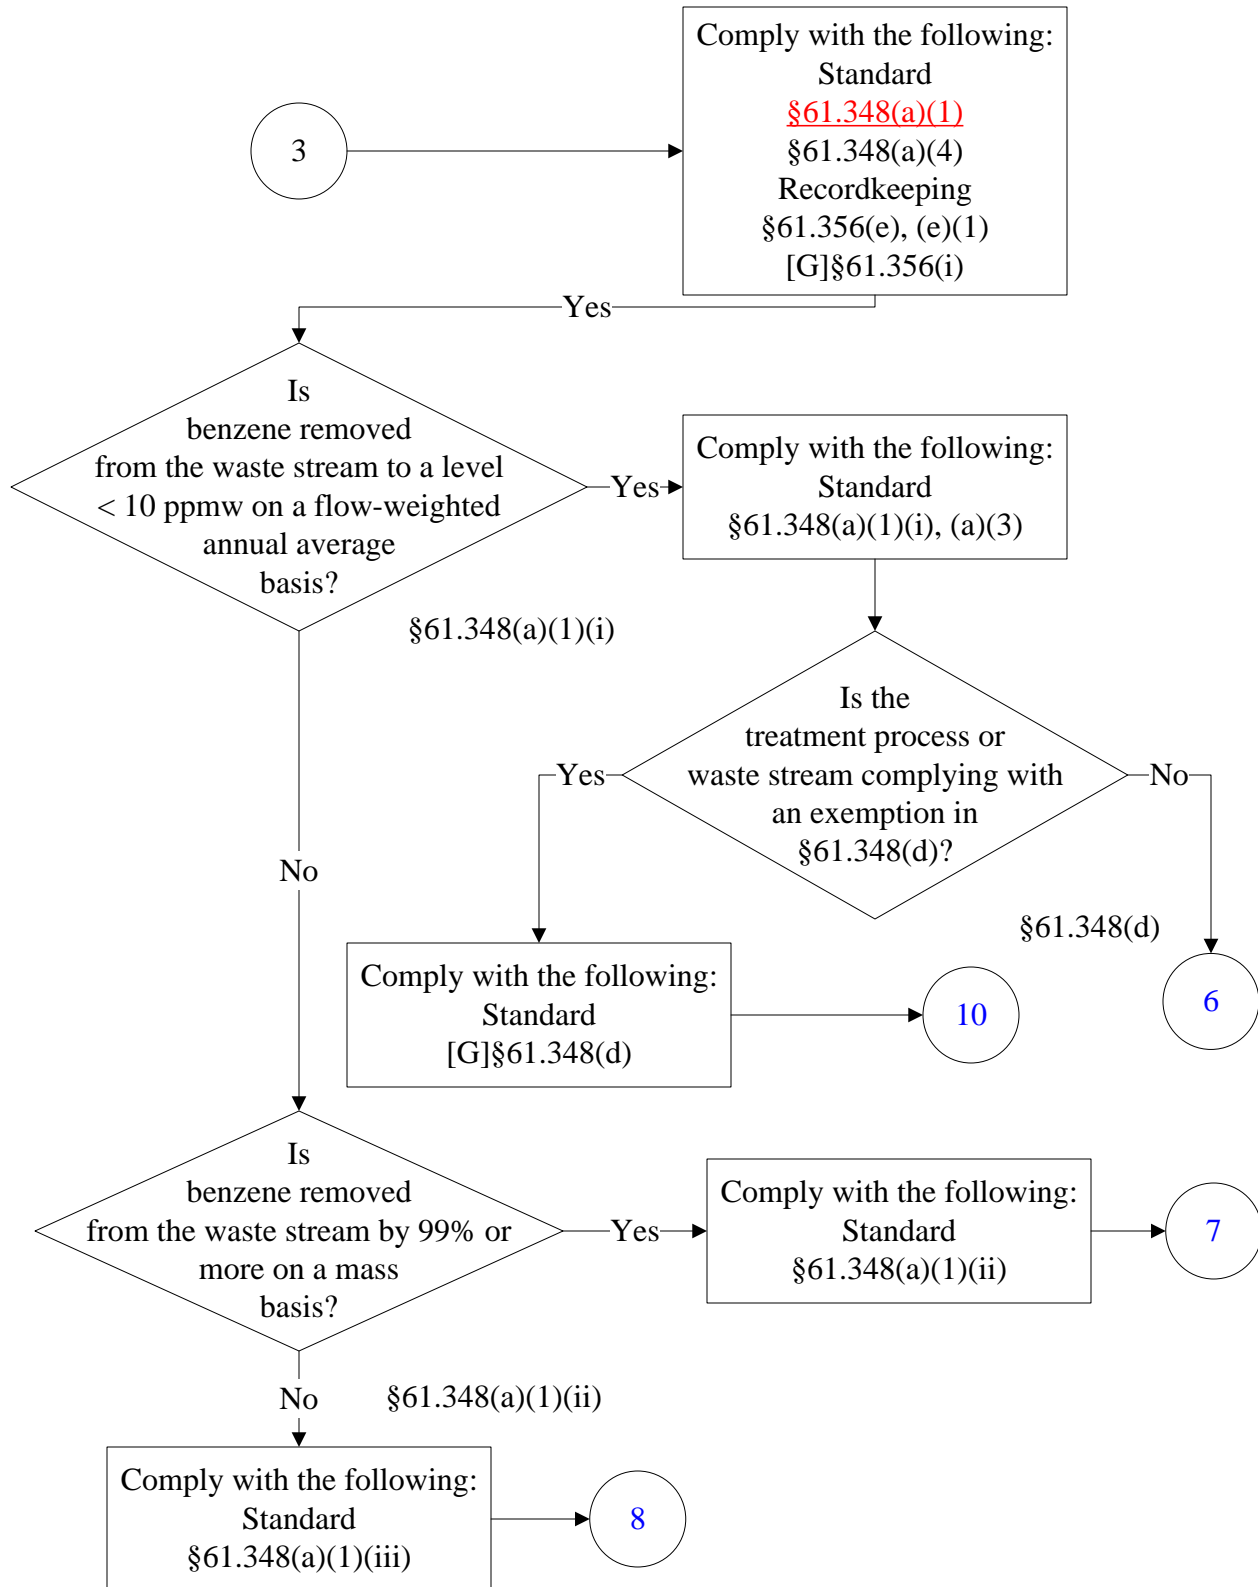 3
Comply with the following:
Standard
§61.348(a)(1)
§61.348(a)(4)
Recordkeeping
§61.356(e), (e)(1)
[G]§61.356(i)
Yes
Is
benzene removed
from the waste stream to a level
< 10 ppmw on a flow-weighted
annual average
basis?
Yes
Comply with the following:
Standard
§61.348(a)(1)(i), (a)(3)
§61.348(a)(1)(i)
Is the
treatment process or
waste stream complying with
an exemption in
§61.348(d)?
Yes
No
No
§61.348(d)
Comply with the following:
Standard
[G]§61.348(d)
10
6
Is
benzene removed
from the waste stream by 99% or
more on a mass
basis?
Yes
Comply with the following:
Standard
§61.348(a)(1)(ii)
7
No
§61.348(a)(1)(ii)
Comply with the following:
Standard
§61.348(a)(1)(iii)
8